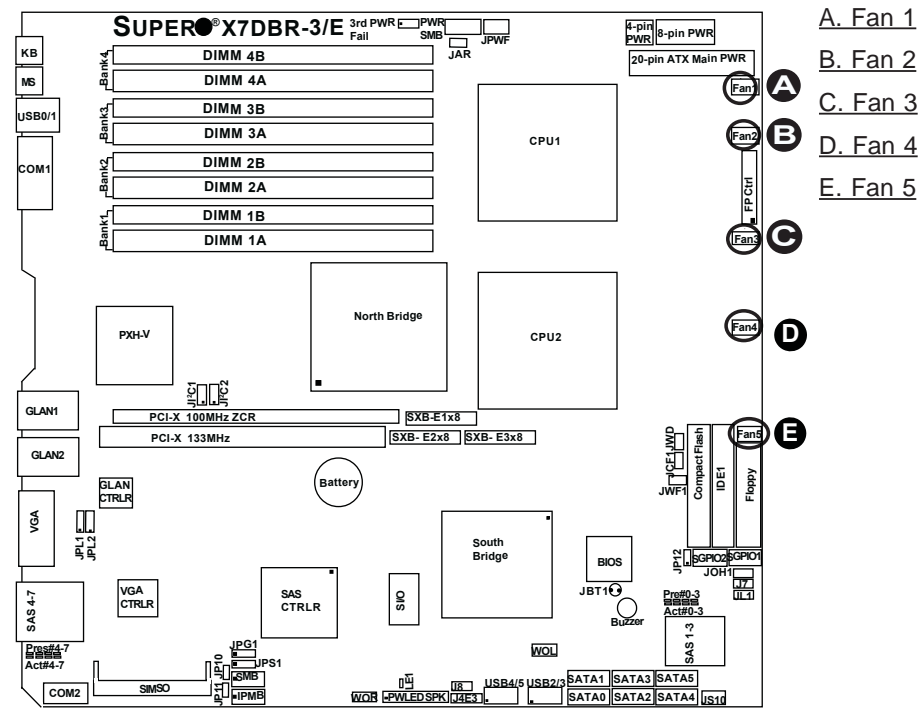 SUPER® X7DBR-3/E
3rd PWR Fail
PWR SMB
JAR
JPWF
4-pin PWR
8-pin PWR
20-pin ATX Main PWR
KB
MS
USB0/1
COM1
Bank4
DIMM 4B
DIMM 4A
Bank3
DIMM 3B
DIMM 3A
Bank2
DIMM 2B
DIMM 2A
Bank1
DIMM 1B
DIMM 1A
CPU1
Fan1
A
Fan2
B
FP Ctrl
Fan3
C
PXH-V
North Bridge
CPU2
Fan4
D
JI²C1
JI²C2
GLAN1
PCI-X 100MHz ZCR
SXB-E1x8
PCI-X 133MHz
SXB- E2x8
SXB- E3x8
Fan5
E
GLAN2
GLAN CTRLR
Battery
JWD
JCF1
JWF1
Compact Flash
IDE1
Floppy
VGA
JPL1
JPL2
South Bridge
BIOS
JP12
SGPIO2
SGPIO1
JOH1
J7
JL1
SAS 4-7
VGA CTRLR
SAS CTRLR
SIO
JBT1
Buzzer
Pre#0-3
Act#0-3
SAS 1-3
Pres#4-7
Act#4-7
JPG1
JPS1
JP10
SMB
JP11
IPMB
WOL
COM2
SIMSO
WOR
LE1
PWLED SPK
J8
J4E3
USB4/5
USB2/3
SATA1
SATA3
SATA5
SATA0
SATA2
SATA4
JS10
A. Fan 1
B. Fan 2
C. Fan 3
D. Fan 4
E. Fan 5